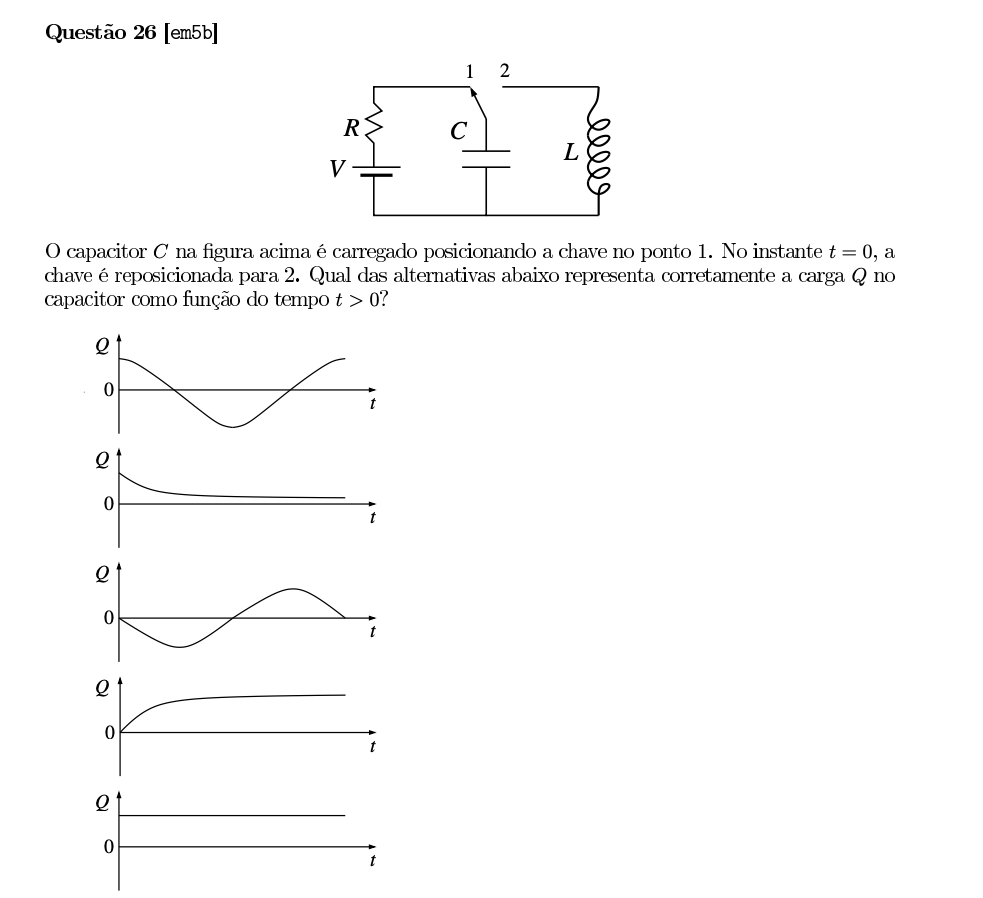 Questão 26 [em5b]
1 2
R
C
V
L
O capacitor C na figura acima é carregado posicionando a chave no ponto 1. No instante t = 0, a
chave é reposicionada para 2. Qual das alternativas abaixo representa corretamente a carga Q no
capacitor como função do tempo t > 0?
Q
0
t
Q
0
t
Q
0
t
Q
0
t
Q
0
t